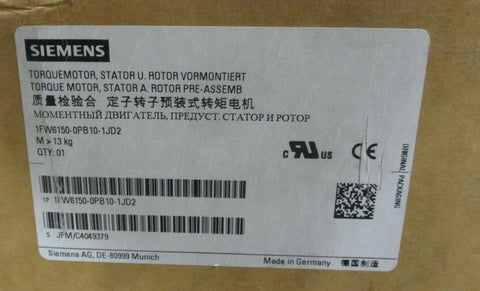 SIEMENS
TORQUEMOTOR, STATOR U. ROTOR VORMONTIERT
TORQUE MOTOR, STATOR A. ROTOR PRE-ASSEMB
质量检验合 定子转子预装式转矩电机
МОМЕНТНЫЙ ДВИГАТЕЛЬ, ПРЕДУСТ. СТАТОР И РОТОР
1FW6150-0PB10-1JD2
M > 13 kg
QTY: 01
c RU US CE
ORIGINAL PACKAGING
1P 1FW6150-0PB10-1JD2
S JFM/C4049379
Siemens AG, DE-80999 Munich
Made in Germany 德国制造